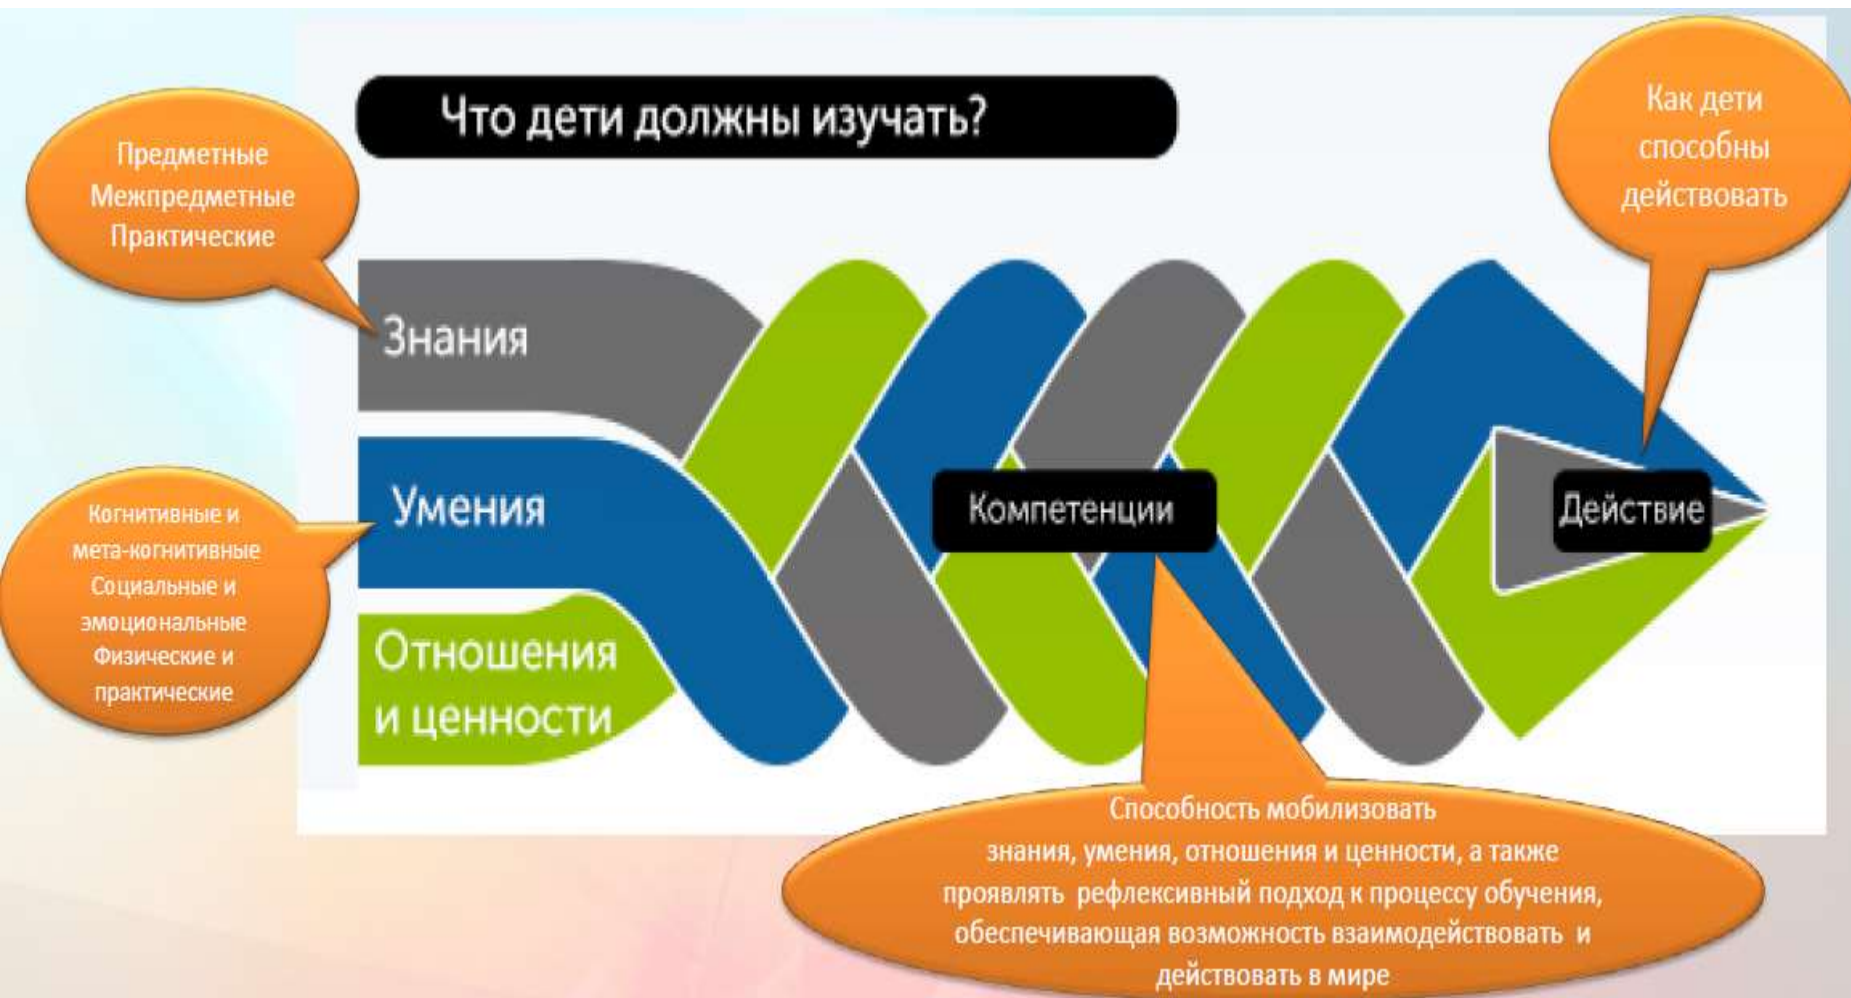 Что дети должны изучать?
Предметные
Межпредметные
Практические
Как дети
способны
действовать
Знания
Умения
Отношения
и ценности
Когнитивные и
мета-когнитивные
Социальные и
эмоциональные
Физические и
практические
Компетенции
Действие
Способность мобилизовать
знания, умения, отношения и ценности, а также
проявлять рефлексивный подход к процессу обучения,
обеспечивающая возможность взаимодействовать и
действовать в мире